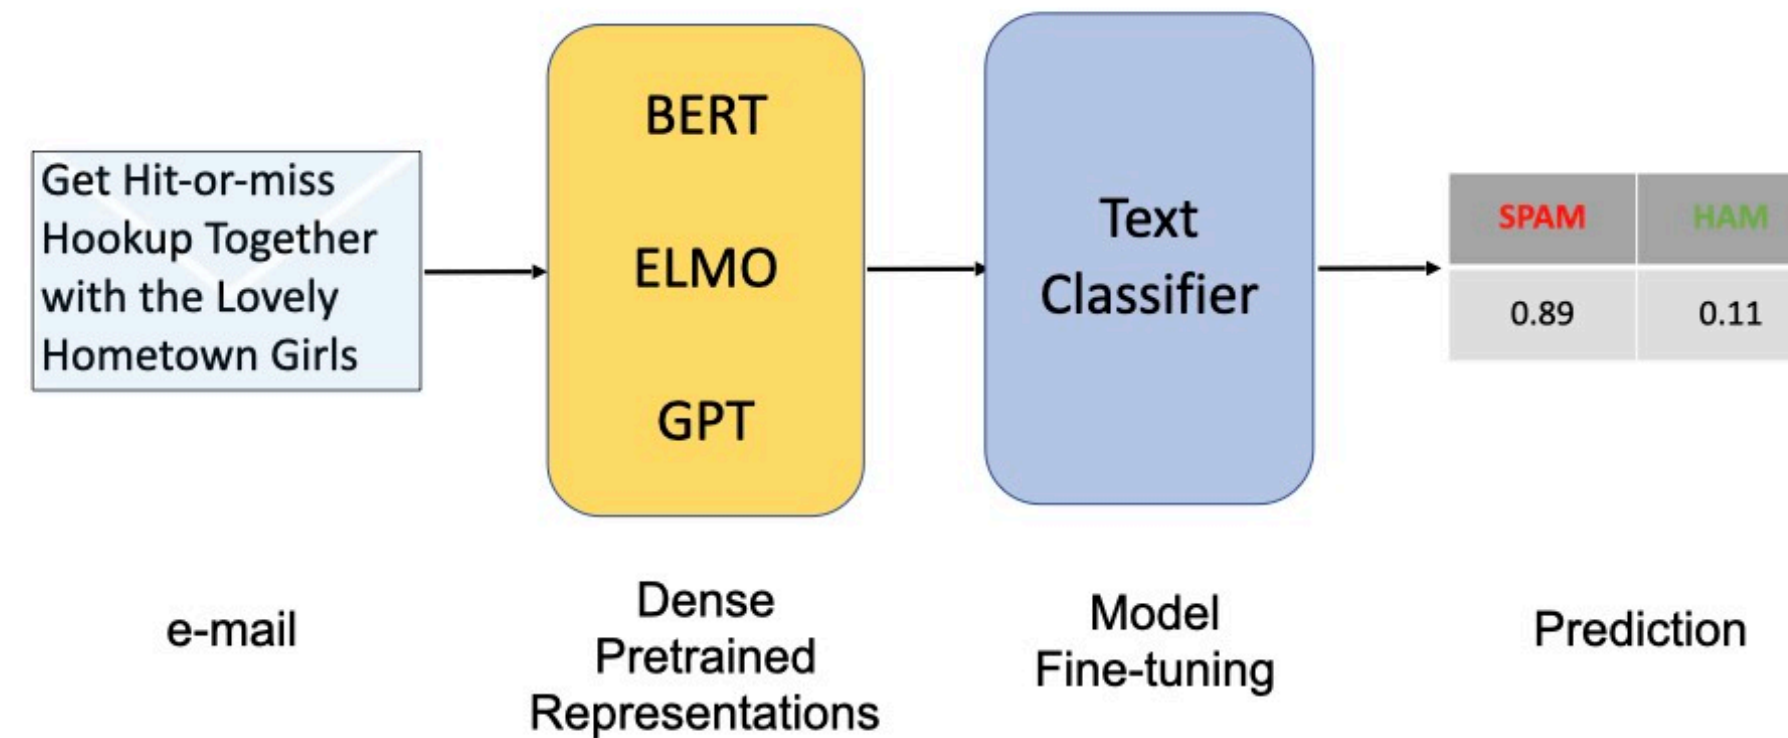 Get Hit-or-miss
Hookup Together
with the Lovely
Hometown Girls
BERT
ELMO
GPT
Text
Classifier
SPAM HAM
0.89 0.11
e-mail
Dense
Pretrained
Representations
Model
Fine-tuning
Prediction